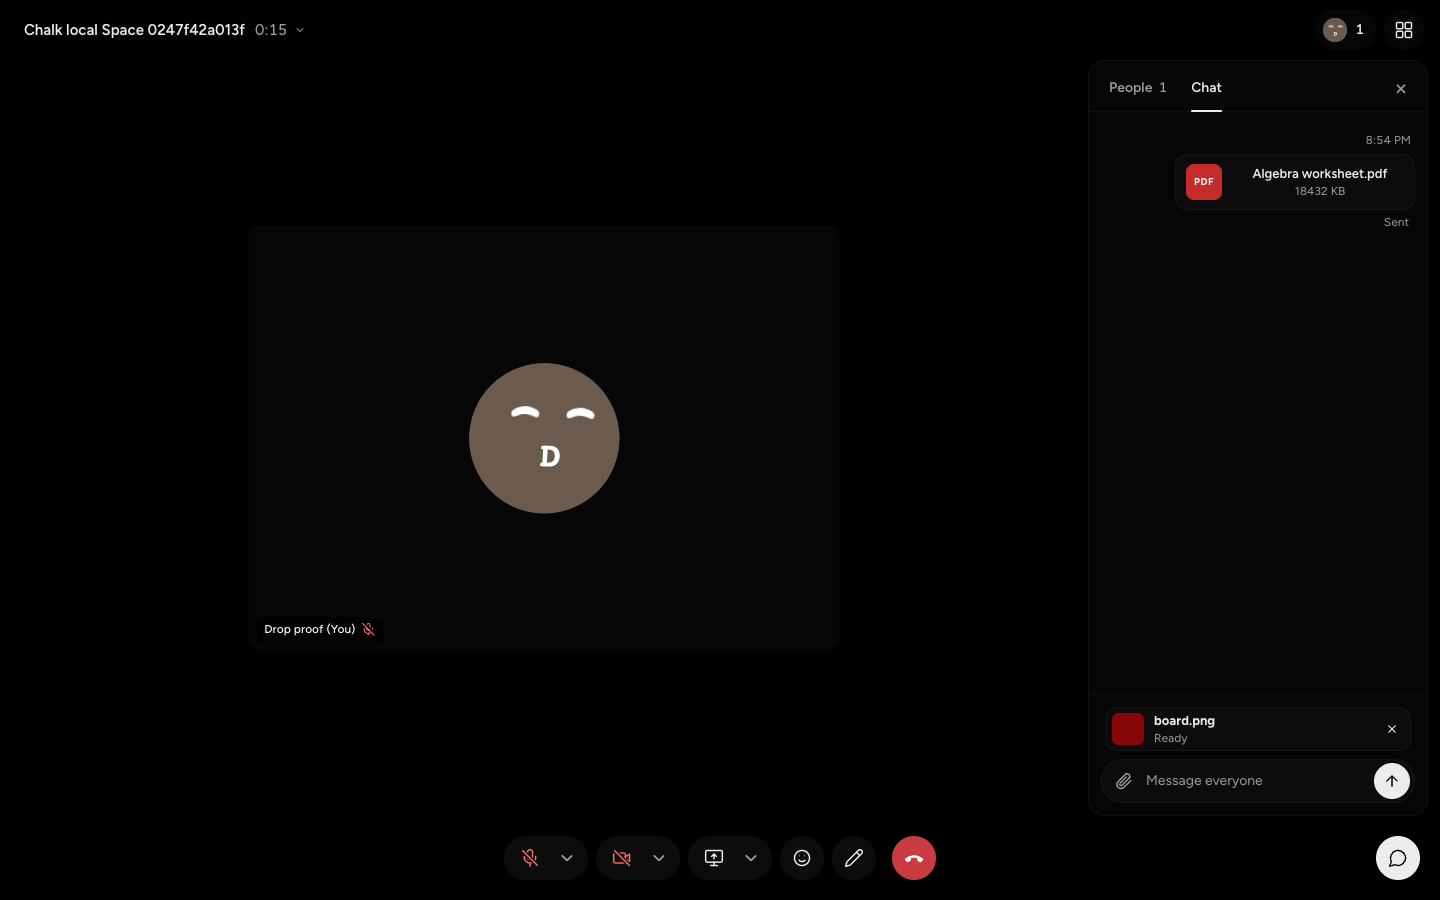 Chalk local Space 0247f42a013f 0:15
1
People 1 Chat
8:54 PM
PDF
Algebra worksheet.pdf
18432 KB
Sent
D
Drop proof (You)
board.png
Ready
Message everyone